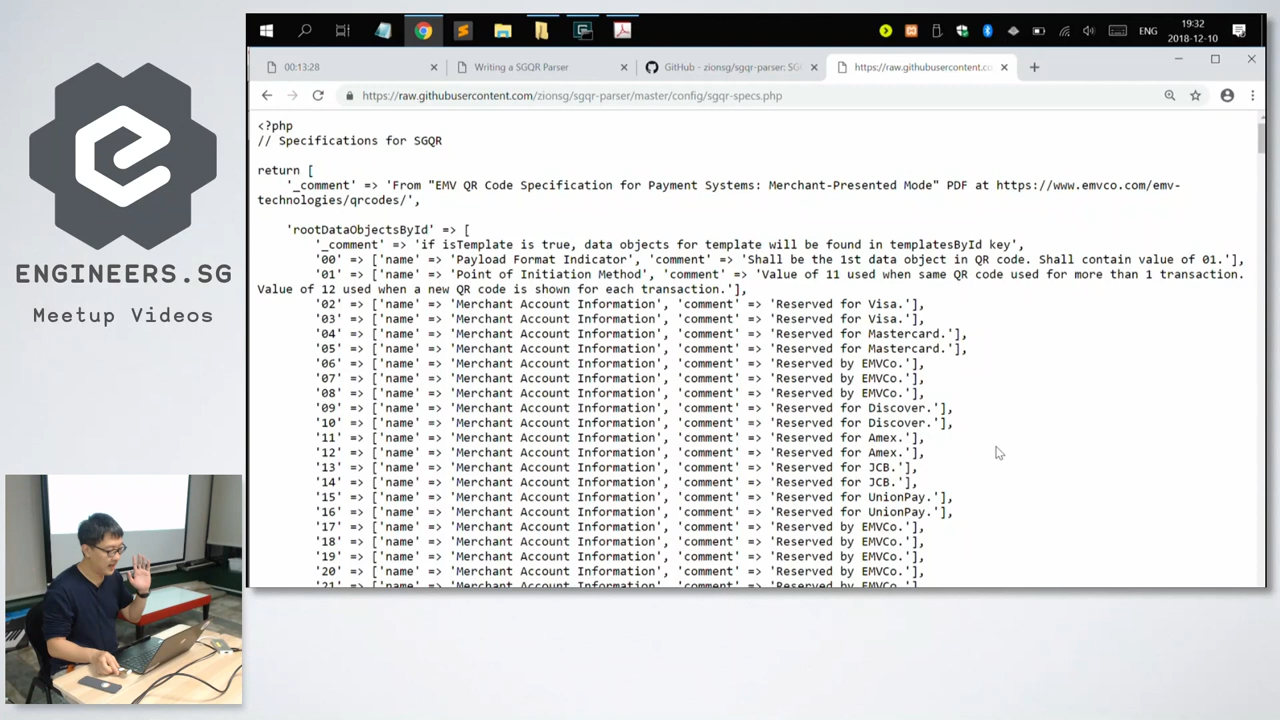 ENGINEERS.SG
Meetup Videos
19:32
ENG
2018-12-10
00:13:28
Writing a SGQR Parser
GitHub - zionsg/sgqr-parser: SG
https://raw.githubusercontent.co
https://raw.githubusercontent.com/zionsg/sgqr-parser/master/config/sgqr-specs.php
<?php
// Specifications for SGQR
return [
'_comment' => 'From "EMV QR Code Specification for Payment Systems: Merchant-Presented Mode" PDF at https://www.emvco.com/emv-
technologies/qrcodes/',
'rootDataObjectsById' => [
'_comment' => 'if isTemplate is true, data objects for template will be found in templatesById key',
'00' => ['name' => 'Payload Format Indicator', 'comment' => 'Shall be the 1st data object in QR code. Shall contain value of 01.'],
'01' => ['name' => 'Point of Initiation Method', 'comment' => 'Value of 11 used when same QR code used for more than 1 transaction.
Value of 12 used when a new QR code is shown for each transaction.'],
'02' => ['name' => 'Merchant Account Information', 'comment' => 'Reserved for Visa.'],
'03' => ['name' => 'Merchant Account Information', 'comment' => 'Reserved for Visa.'],
'04' => ['name' => 'Merchant Account Information', 'comment' => 'Reserved for Mastercard.'],
'05' => ['name' => 'Merchant Account Information', 'comment' => 'Reserved for Mastercard.'],
'06' => ['name' => 'Merchant Account Information', 'comment' => 'Reserved by EMVCo.'],
'07' => ['name' => 'Merchant Account Information', 'comment' => 'Reserved by EMVCo.'],
'08' => ['name' => 'Merchant Account Information', 'comment' => 'Reserved by EMVCo.'],
'09' => ['name' => 'Merchant Account Information', 'comment' => 'Reserved for Discover.'],
'10' => ['name' => 'Merchant Account Information', 'comment' => 'Reserved for Discover.'],
'11' => ['name' => 'Merchant Account Information', 'comment' => 'Reserved for Amex.'],
'12' => ['name' => 'Merchant Account Information', 'comment' => 'Reserved for Amex.'],
'13' => ['name' => 'Merchant Account Information', 'comment' => 'Reserved for JCB.'],
'14' => ['name' => 'Merchant Account Information', 'comment' => 'Reserved for JCB.'],
'15' => ['name' => 'Merchant Account Information', 'comment' => 'Reserved for UnionPay.'],
'16' => ['name' => 'Merchant Account Information', 'comment' => 'Reserved for UnionPay.'],
'17' => ['name' => 'Merchant Account Information', 'comment' => 'Reserved by EMVCo.'],
'18' => ['name' => 'Merchant Account Information', 'comment' => 'Reserved by EMVCo.'],
'19' => ['name' => 'Merchant Account Information', 'comment' => 'Reserved by EMVCo.'],
'20' => ['name' => 'Merchant Account Information', 'comment' => 'Reserved by EMVCo.'],
'21' => ['name' => 'Merchant Account Information', 'comment' => 'Reserved by EMVCo.'],